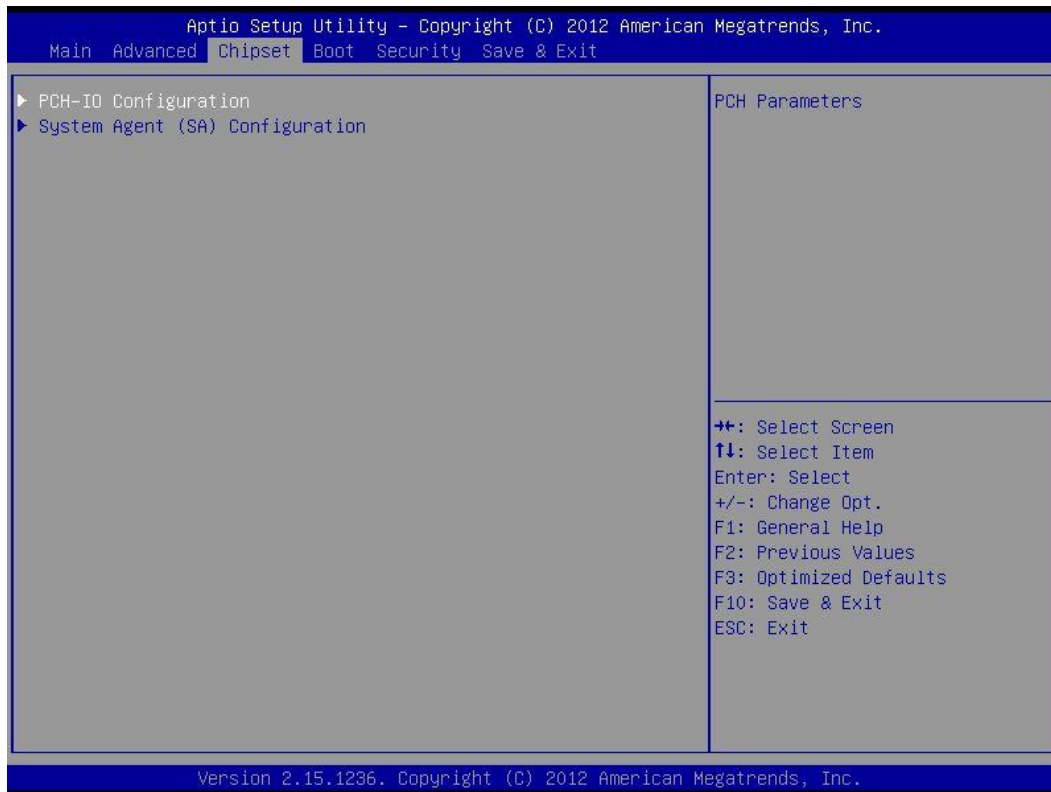 Aptio Setup Utility – Copyright (C) 2012 American Megatrends, Inc.
Main Advanced Chipset Boot Security Save & Exit
▶ PCH-IO Configuration
▶ System Agent (SA) Configuration
PCH Parameters
→←: Select Screen
↑↓: Select Item
Enter: Select
+/-: Change Opt.
F1: General Help
F2: Previous Values
F3: Optimized Defaults
F10: Save & Exit
ESC: Exit
Version 2.15.1236. Copyright (C) 2012 American Megatrends, Inc.